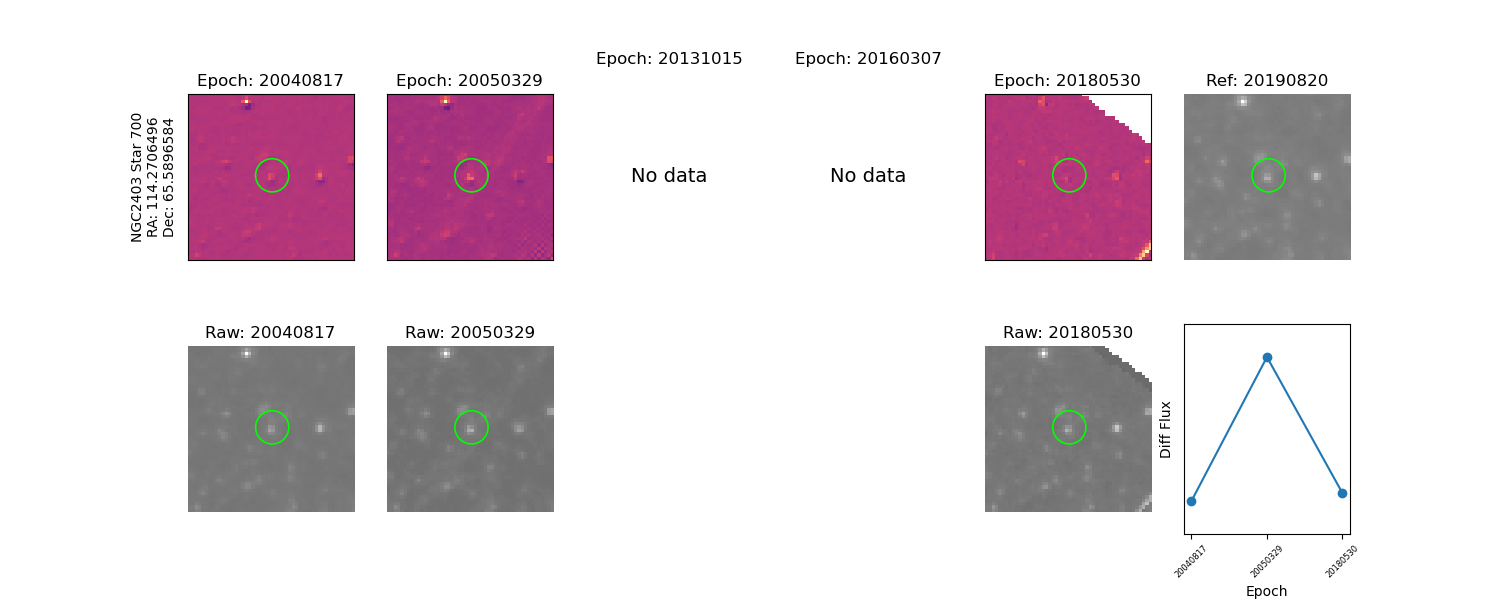 Epoch: 20040817
Epoch: 20050329
Epoch: 20131015
Epoch: 20160307
Epoch: 20180530
Ref: 20190820
NGC2403 Star 700
RA: 114.2706496
Dec: 65.5896584
No data
No data
Raw: 20040817
Raw: 20050329
Raw: 20180530
Diff Flux
20040817
20050329
20180530
Epoch